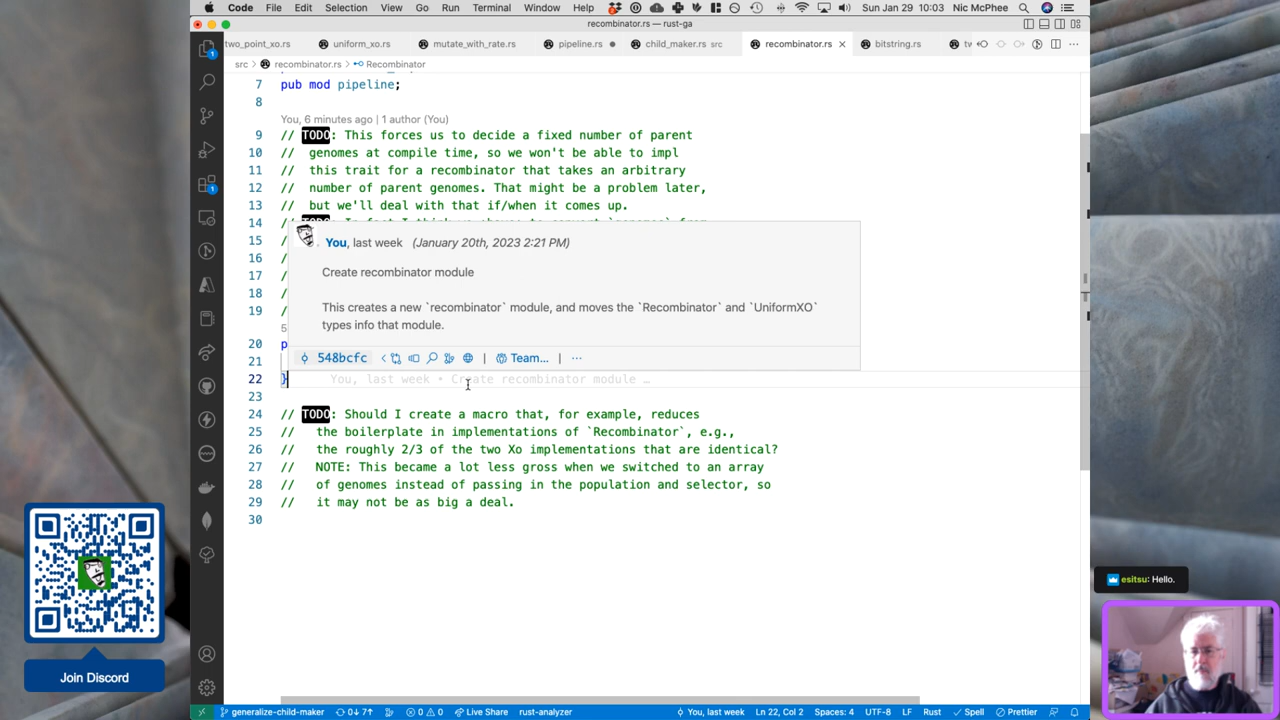 Code File Edit Selection View Go Run Terminal Window Help Sun Jan 29 10:03 Nic McPhee
recombinator.rs — rust-ga
two_point_xo.rs uniform_xo.rs mutate_with_rate.rs pipeline.rs child_maker.rs src recombinator.rs bitstring.rs tv
src > recombinator.rs > Recombinator
7 pub mod pipeline;
8
You, 6 minutes ago | 1 author (You)
9 // TODO: This forces us to decide a fixed number of parent
10 // genomes at compile time, so we won't be able to impl
11 // this trait for a recombinator that takes an arbitrary
12 // number of parent genomes. That might be a problem later,
13 // but we'll deal with that if/when it comes up.
14 //
15 /
16 /
17 /
18 /
19 /
5
20 p
21
22 } You, last week • Create recombinator module …
You, last week (January 20th, 2023 2:21 PM)
Create recombinator module
This creates a new `recombinator` module, and moves the `Recombinator` and `UniformXO`
types info that module.
548bcfc | Team... | ...
23
24 // TODO: Should I create a macro that, for example, reduces
25 // the boilerplate in implementations of `Recombinator`, e.g.,
26 // the roughly 2/3 of the two Xo implementations that are identical?
27 // NOTE: This became a lot less gross when we switched to an array
28 // of genomes instead of passing in the population and selector, so
29 // it may not be as big a deal.
30
generalize-child-maker 0↓ 7↑ 0 0 Live Share rust-analyzer You, last week Ln 22, Col 2 Spaces: 4 UTF-8 LF Rust Spell Prettier
Join Discord
esitsu: Hello.